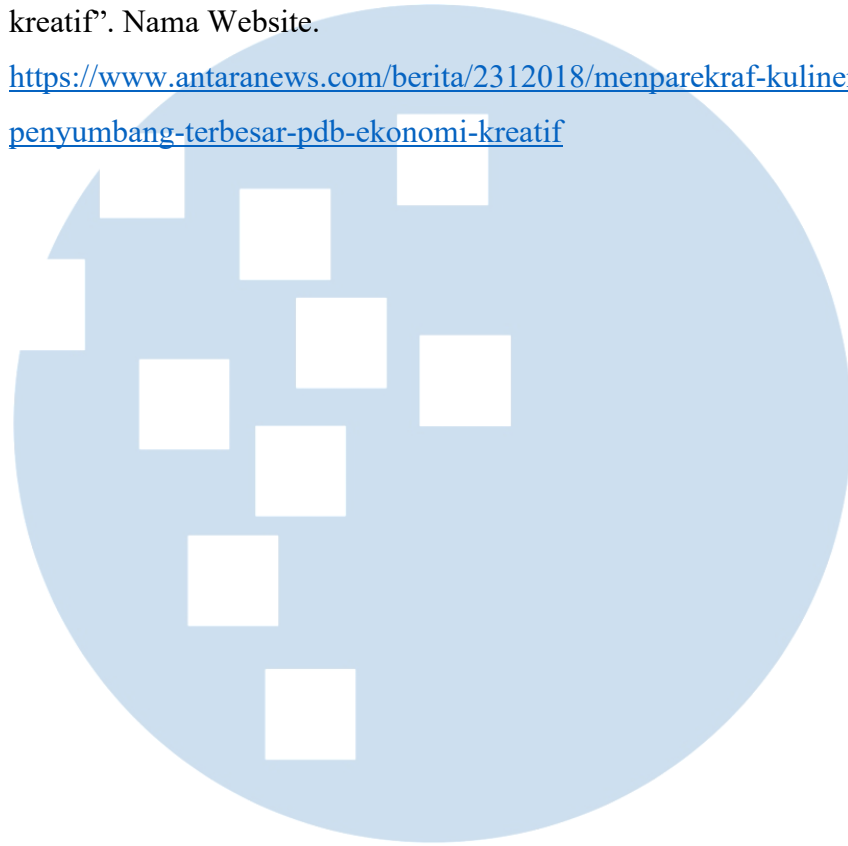 kreatif”. Nama Website.
https://www.antaranews.com/berita/2312018/menparekraf-kuliner
penyumbang-terbesar-pdb-ekonomi-kreatif